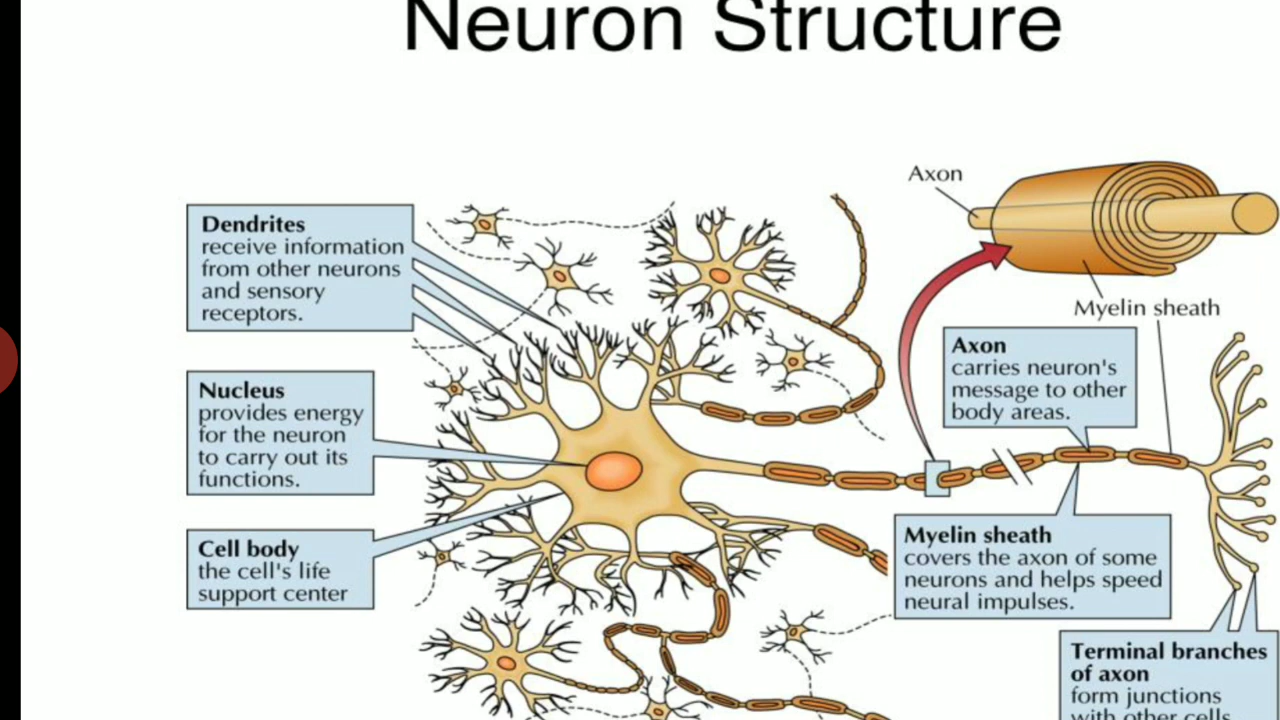 Neuron Structure
Axon
Myelin sheath
Dendrites
receive information
from other neurons
and sensory
receptors.
Nucleus
provides energy
for the neuron
to carry out its
functions.
Cell body
the cell's life
support center
Axon
carries neuron's
message to other
body areas.
Myelin sheath
covers the axon of some
neurons and helps speed
neural impulses.
Terminal branches
of axon
form junctions
with other cells